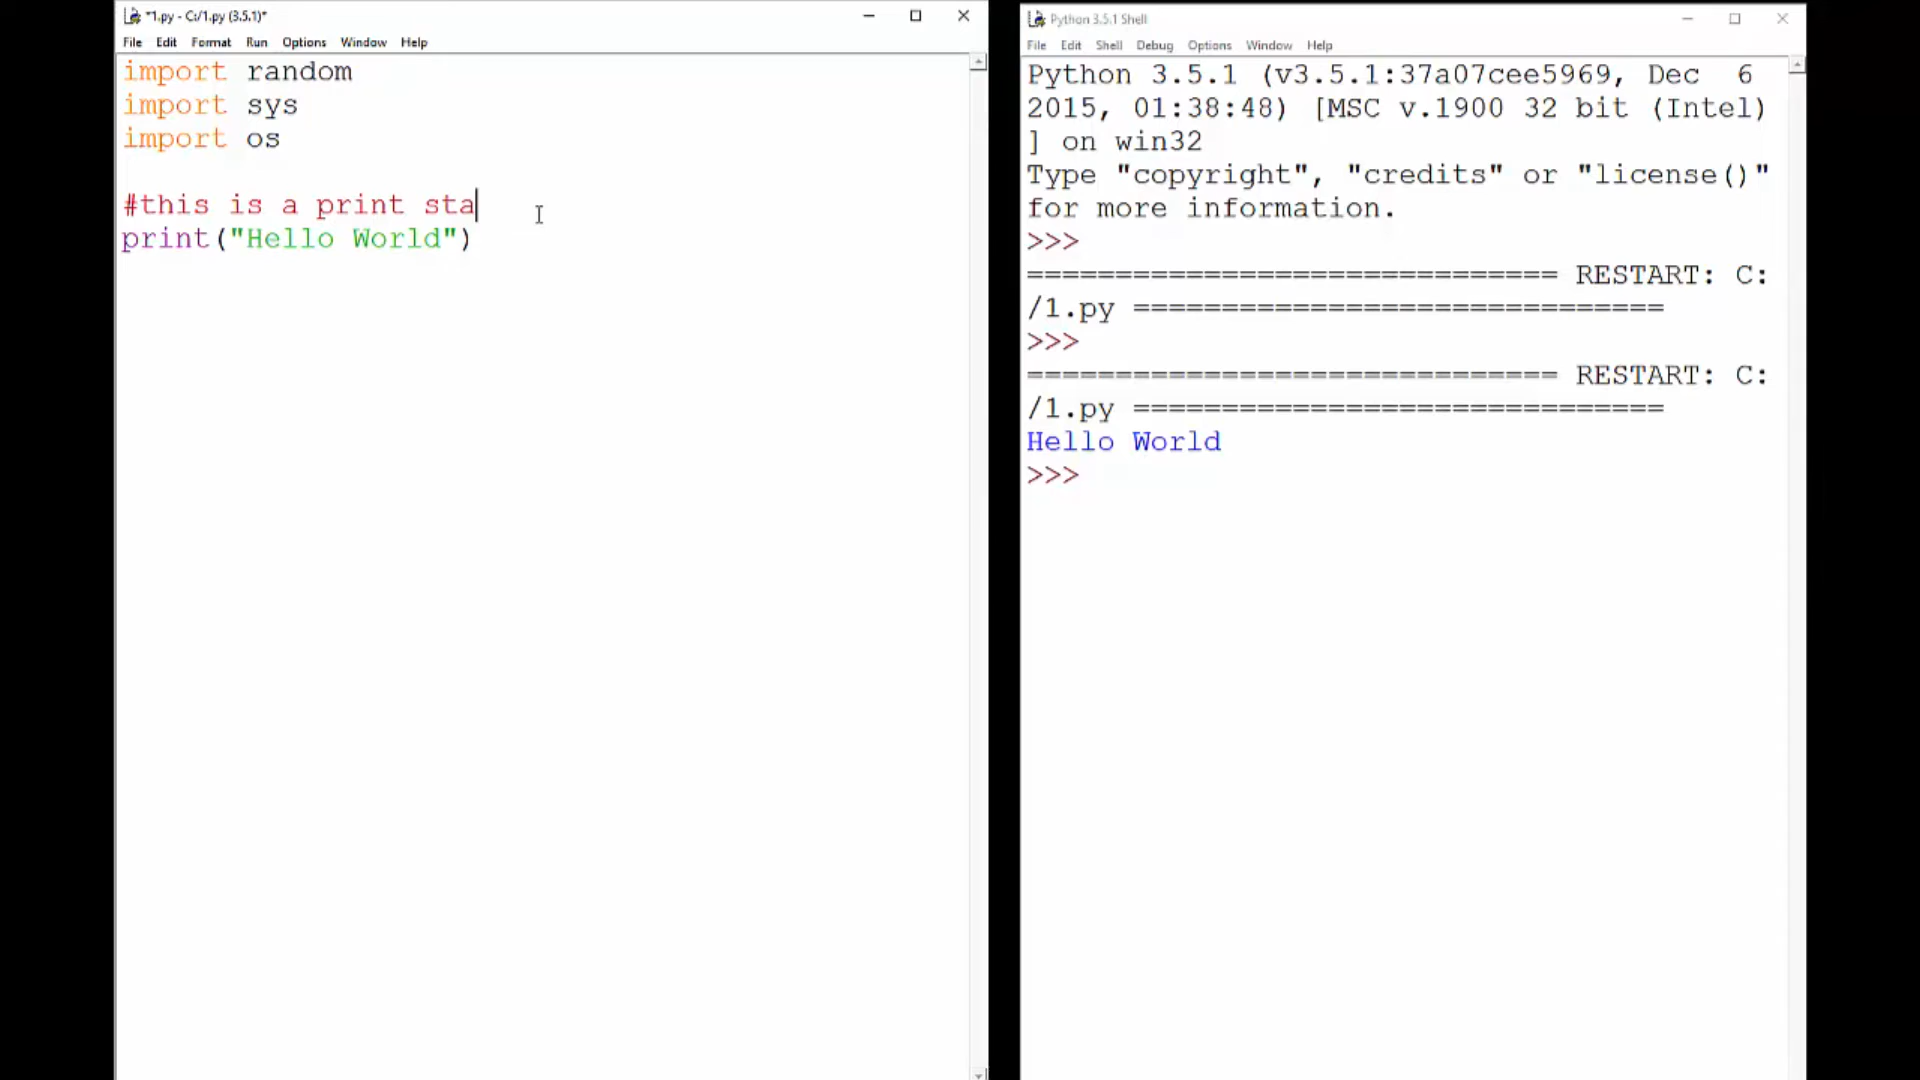 *1.py - C:/1.py (3.5.1)*
File Edit Format Run Options Window Help
import random
import sys
import os
#this is a print sta
print("Hello World")
Python 3.5.1 Shell
File Edit Shell Debug Options Window Help
Python 3.5.1 (v3.5.1:37a07cee5969, Dec  6
2015, 01:38:48) [MSC v.1900 32 bit (Intel)
] on win32
Type "copyright", "credits" or "license()"
for more information.
>>>
============================== RESTART: C:
/1.py ==============================
>>>
============================== RESTART: C:
/1.py ==============================
Hello World
>>>